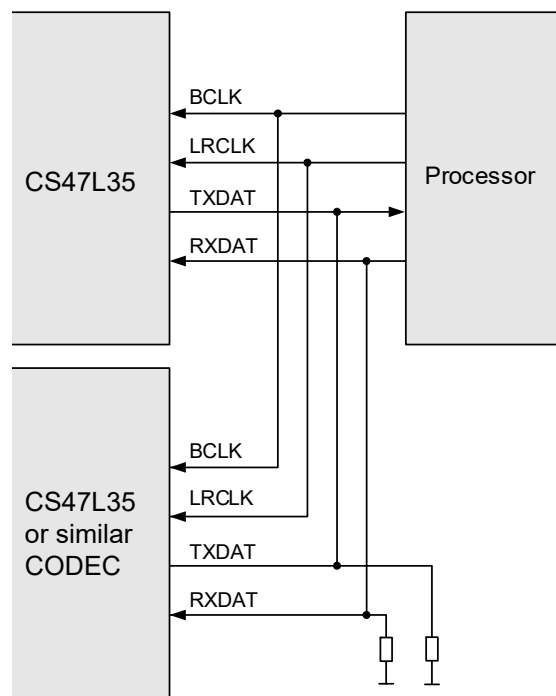 BCLK
LRCLK
CS47L35
Processor
TXDAT
RXDAT
BCLK
CS47L35
or similar
CODEC
LRCLK
TXDAT
RXDAT